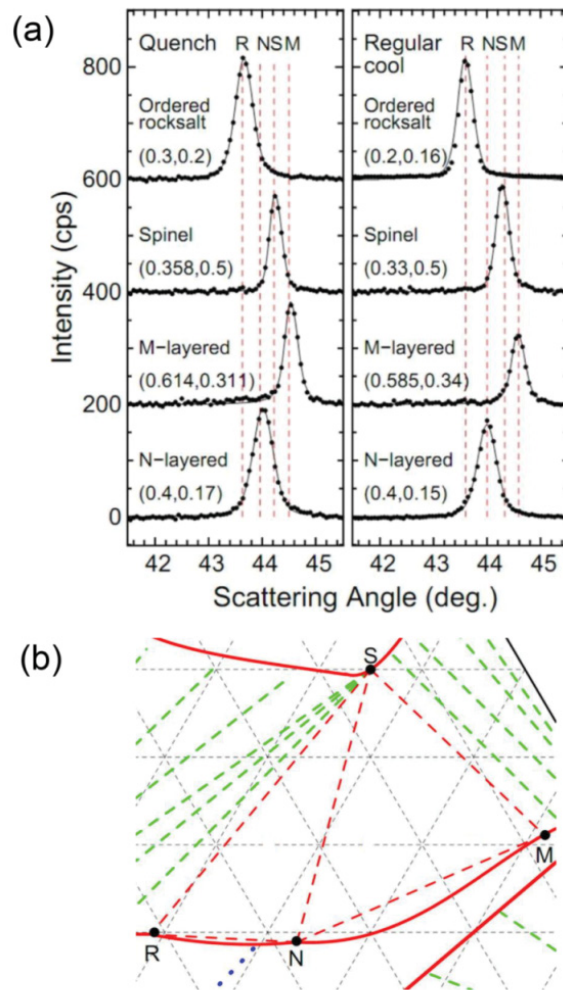 (a)
Quench
R NS M
Ordered
rocksalt
(0.3,0.2)
Spinel
(0.358,0.5)
M-layered
(0.614,0.311)
N-layered
(0.4,0.17)
Regular
cool
R NS M
Ordered
rocksalt
(0.2,0.16)
Spinel
(0.33,0.5)
M-layered
(0.585,0.34)
N-layered
(0.4,0.15)
800
600
400
200
0
Intensity (cps)
42 43 44 45
42 43 44 45
Scattering Angle (deg.)
(b)
S
M
R
N